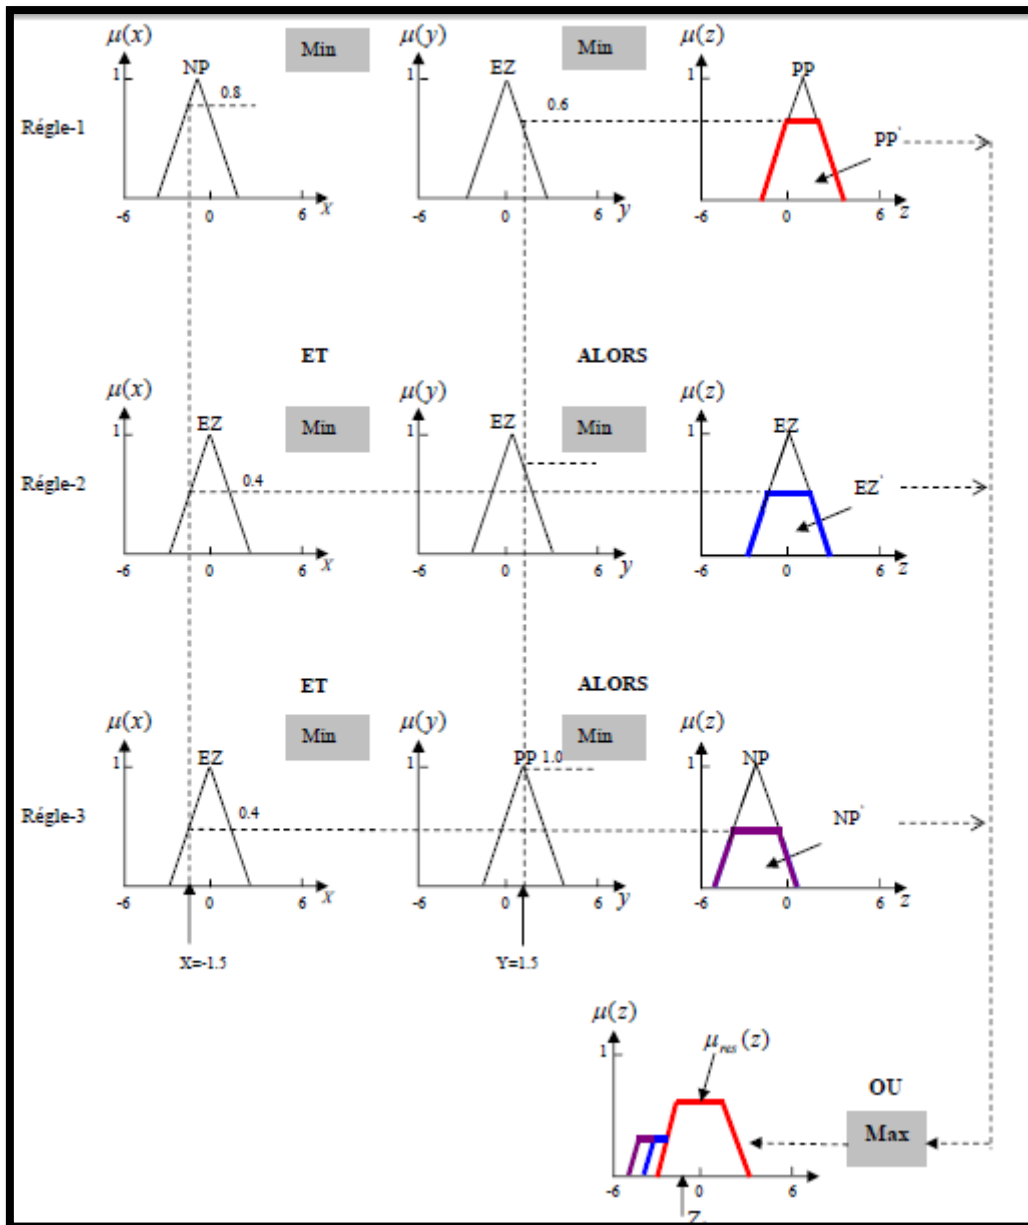 μ(x) Min μ(y) Min μ(z)
NP EZ PP
1 0.8 1 0.6 1
Régle-1 PP'
-6 0 6 x -6 0 6 y -6 0 6 z
ET ALORS
μ(x) Min μ(y) Min μ(z)
EZ EZ EZ
1 1 1
Régle-2 0.4 EZ'
-6 0 6 x -6 0 6 y -6 0 6 z
ET ALORS
μ(x) Min μ(y) Min μ(z)
EZ PP 1.0 NP
1 1 1
Régle-3 0.4 NP'
-6 0 6 x -6 0 6 y -6 0 6 z
X=-1.5 Y=1.5
μ(z)
1 μres(z)
OU
Max
-6 0 6